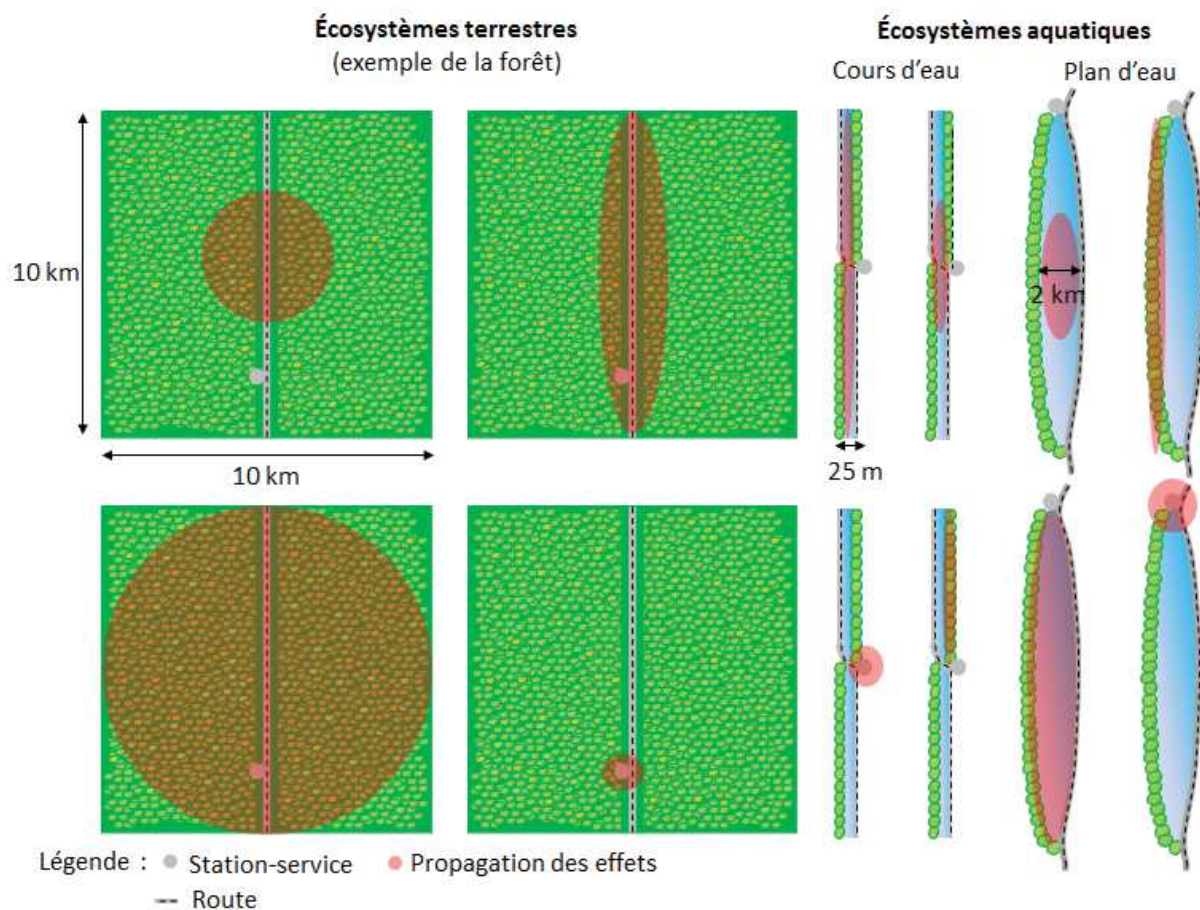 Écosystèmes terrestres
(exemple de la forêt)
Écosystèmes aquatiques
Cours d'eau
Plan d'eau
10 km
2 km
10 km
25 m
Légende :
Station-service
Propagation des effets
Route